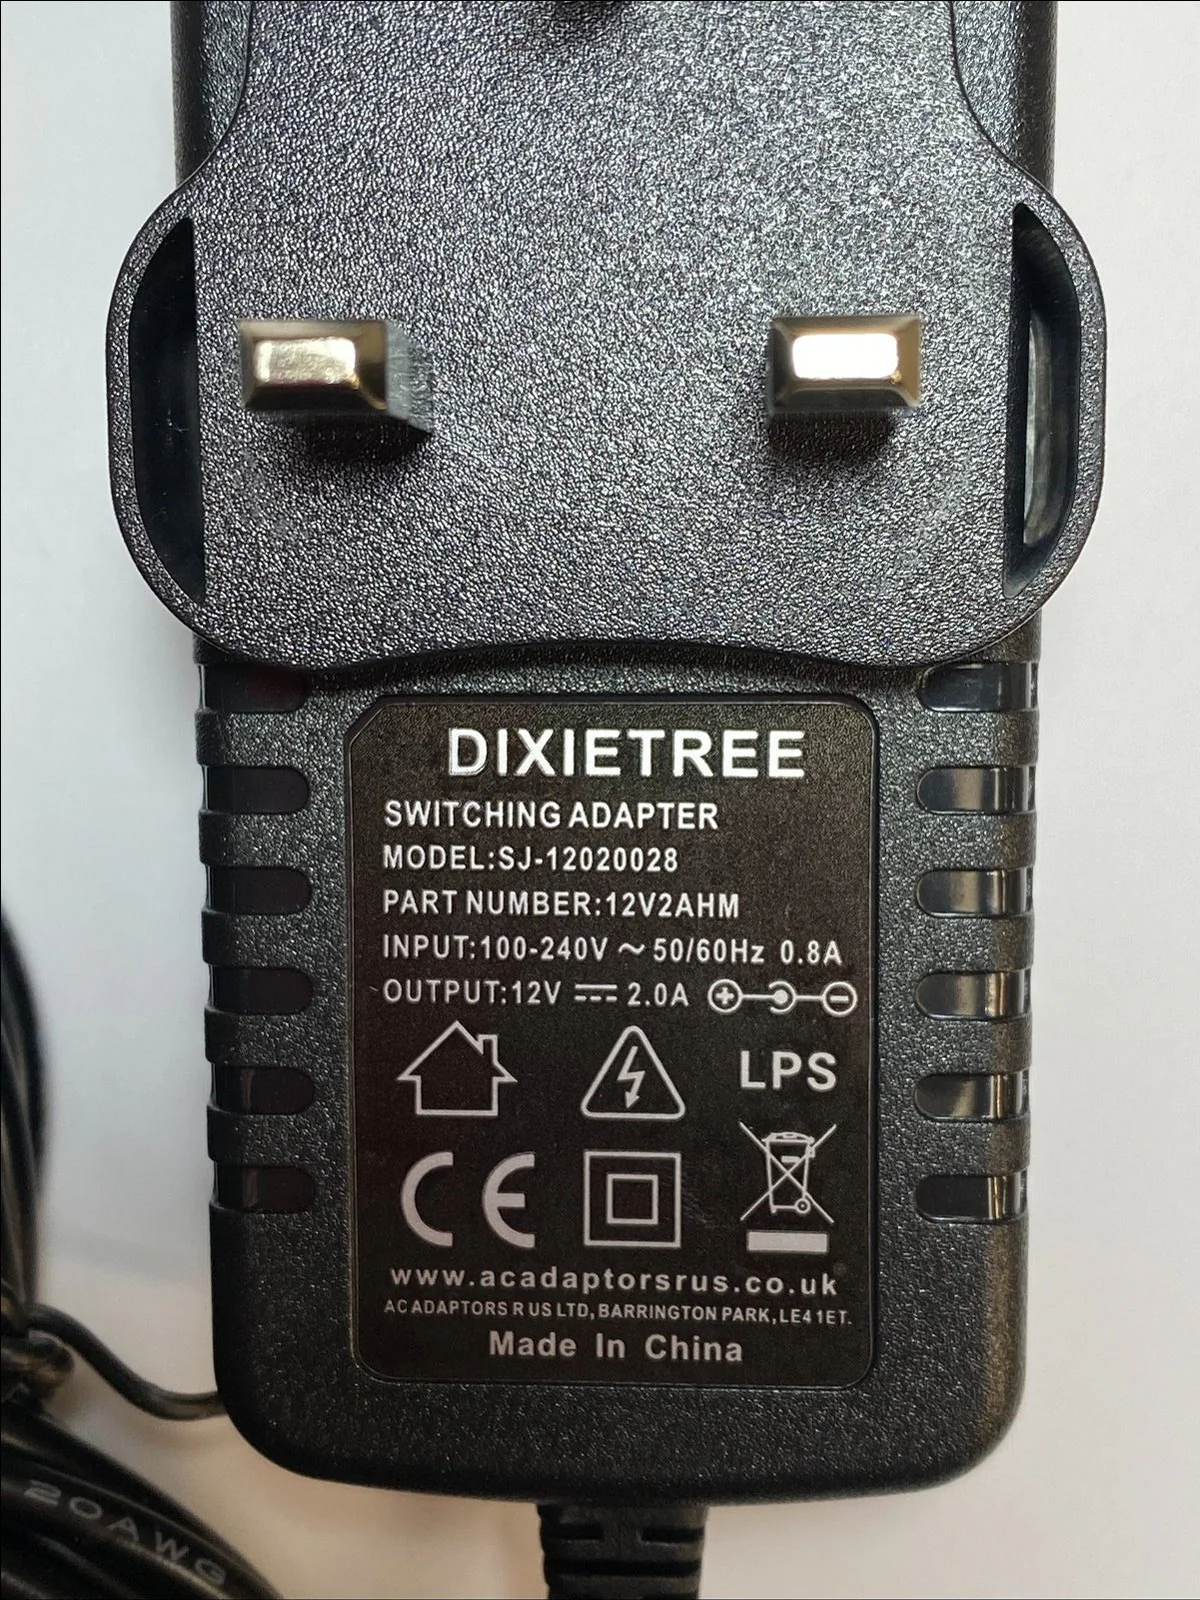 DIXIETREE
SWITCHING ADAPTER
MODEL:SJ-12020028
PART NUMBER:12V2AHM
INPUT:100-240V ~ 50/60Hz 0.8A
OUTPUT:12V ⎓ 2.0A
LPS
CE
www.acadaptorsrus.co.uk
AC ADAPTORS R US LTD, BARRINGTON PARK, LE4 1ET.
Made In China
20AWG